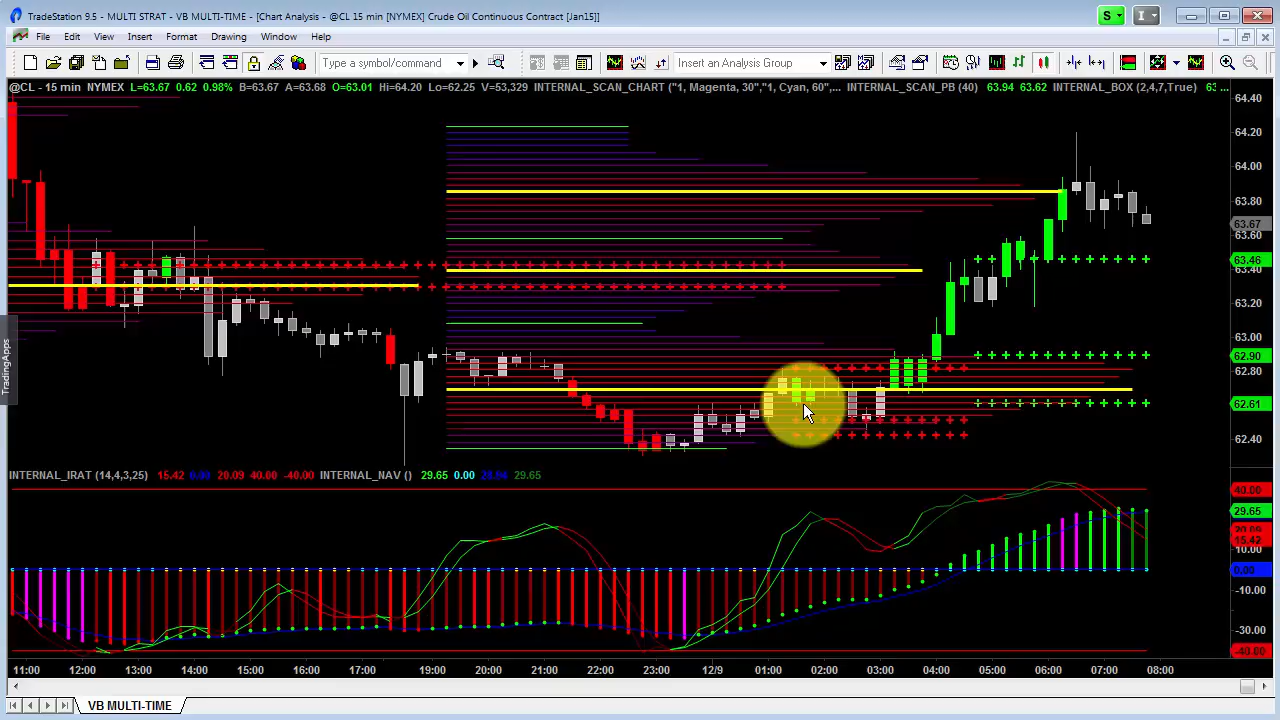 TradeStation 9.5 - MULTI STRAT - VB MULTI-TIME - [Chart Analysis - @CL 15 min [NYMEX] Crude Oil Continuous Contract [Jan15]]
S
I
File Edit View Insert Format Drawing Window Help
Type a symbol/command
Insert an Analysis Group
@CL - 15 min NYMEX L=63.67 0.62 0.98% B=63.67 A=63.68 O=63.01 Hi=64.20 Lo=62.25 V=53,329 INTERNAL_SCAN_CHART ("1, Magenta, 30","1, Cyan, 60",... INTERNAL_SCAN_PB (40) 63.94 63.62 INTERNAL_BOX (2,4,7,True) 63...
64.40
64.20
64.00
63.80
63.67
63.60
63.46
63.40
63.20
63.00
62.90
62.80
62.61
62.40
TradingApps
INTERNAL_IRAT (14,4,3,25) 15.42 0.00 20.09 40.00 -40.00 INTERNAL_NAV () 29.65 0.00 28.94 29.65
40.00
29.65
20.09
15.42
10.00
0.00
-10.00
-30.00
-40.00
11:00 12:00 13:00 14:00 15:00 16:00 17:00 19:00 20:00 21:00 22:00 23:00 12/9 01:00 02:00 03:00 04:00 05:00 06:00 07:00 08:00
VB MULTI-TIME